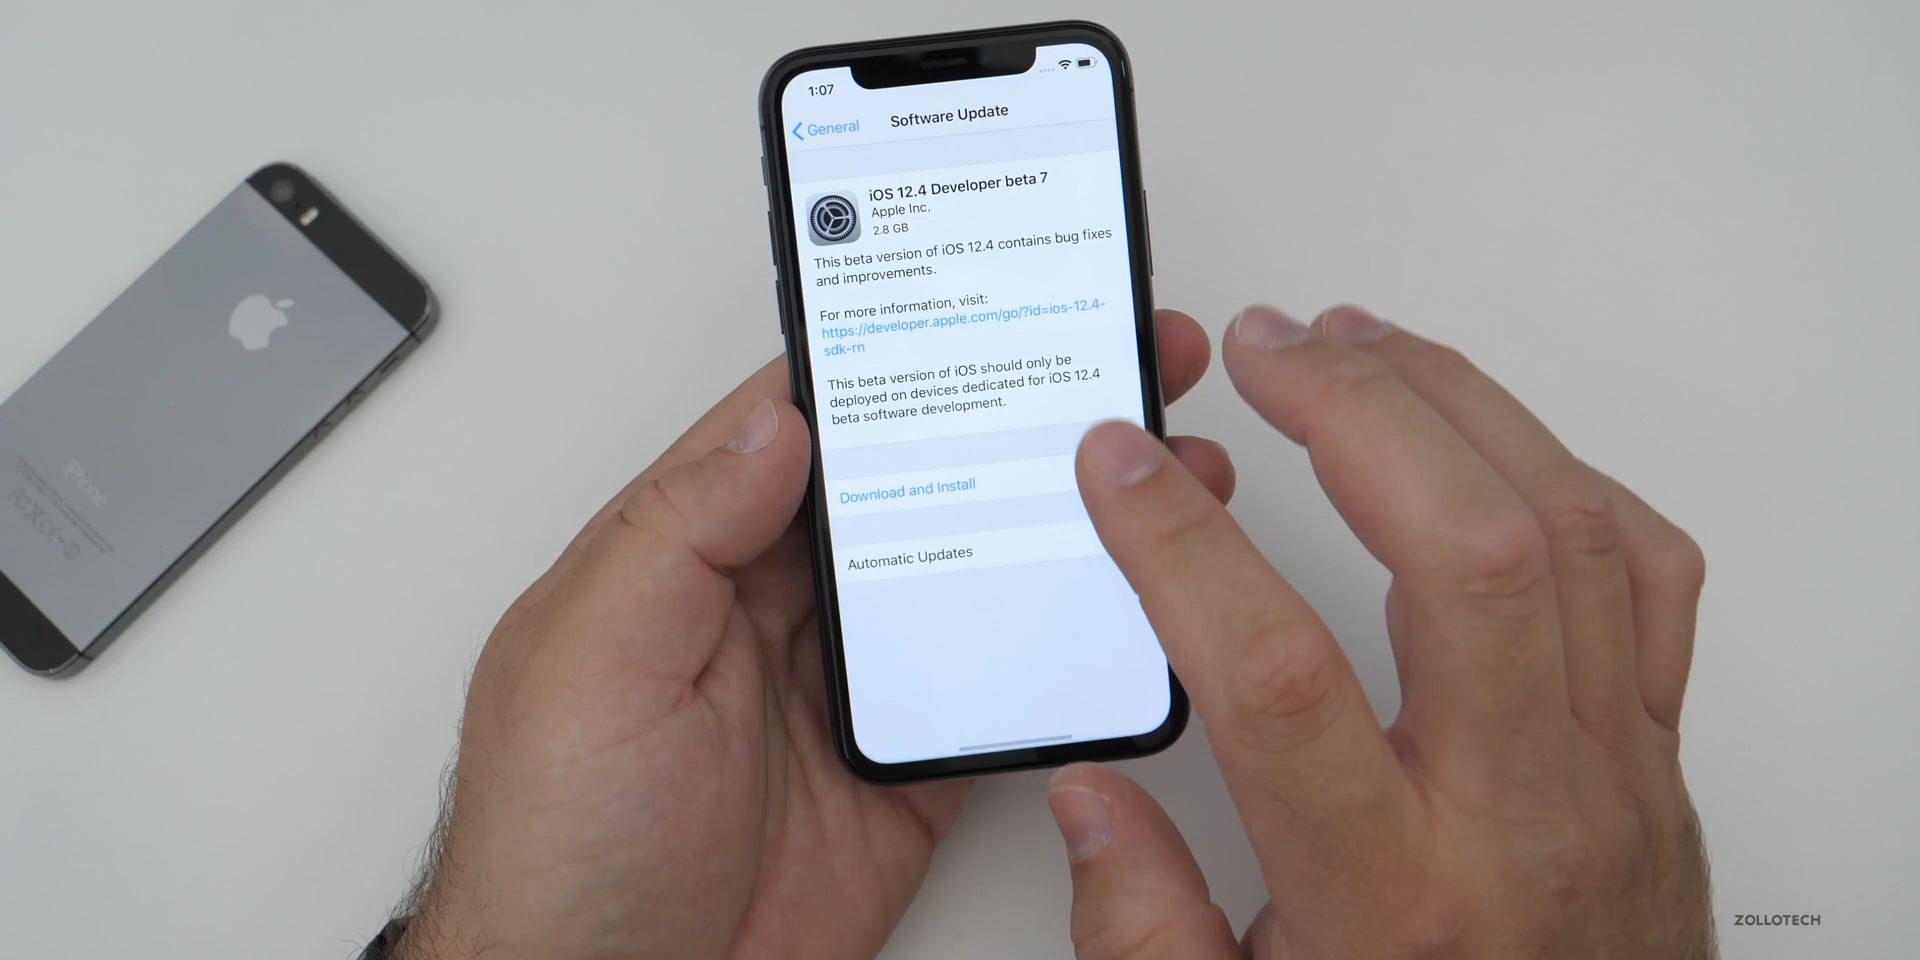 1:07
General
Software Update
iOS 12.4 Developer beta 7
Apple Inc.
2.8 GB
This beta version of iOS 12.4 contains bug fixes
and improvements.
For more information, visit:
https://developer.apple.com/go/?id=ios-12.4-
sdk-rn
This beta version of iOS should only be
deployed on devices dedicated for iOS 12.4
beta software development.
Download and Install
Automatic Updates
iPhone
ZOLLOTECH